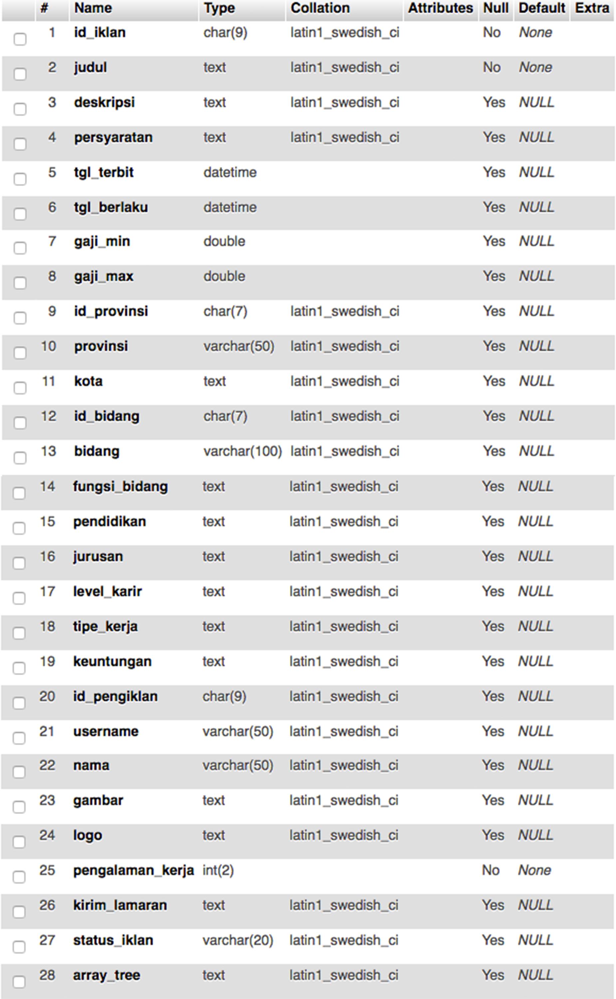 # Name Type Collation Attributes Null Default Extra
1 id_iklan char(9) latin1_swedish_ci No None
2 judul text latin1_swedish_ci No None
3 deskripsi text latin1_swedish_ci Yes NULL
4 persyaratan text latin1_swedish_ci Yes NULL
5 tgl_terbit datetime Yes NULL
6 tgl_berlaku datetime Yes NULL
7 gaji_min double Yes NULL
8 gaji_max double Yes NULL
9 id_provinsi char(7) latin1_swedish_ci Yes NULL
10 provinsi varchar(50) latin1_swedish_ci Yes NULL
11 kota text latin1_swedish_ci Yes NULL
12 id_bidang char(7) latin1_swedish_ci Yes NULL
13 bidang varchar(100) latin1_swedish_ci Yes NULL
14 fungsi_bidang text latin1_swedish_ci Yes NULL
15 pendidikan text latin1_swedish_ci Yes NULL
16 jurusan text latin1_swedish_ci Yes NULL
17 level_karir text latin1_swedish_ci Yes NULL
18 tipe_kerja text latin1_swedish_ci Yes NULL
19 keuntungan text latin1_swedish_ci Yes NULL
20 id_pengiklan char(9) latin1_swedish_ci Yes NULL
21 username varchar(50) latin1_swedish_ci Yes NULL
22 nama varchar(50) latin1_swedish_ci Yes NULL
23 gambar text latin1_swedish_ci Yes NULL
24 logo text latin1_swedish_ci Yes NULL
25 pengalaman_kerja int(2) No None
26 kirim_lamaran text latin1_swedish_ci Yes NULL
27 status_iklan varchar(20) latin1_swedish_ci Yes NULL
28 array_tree text latin1_swedish_ci Yes NULL